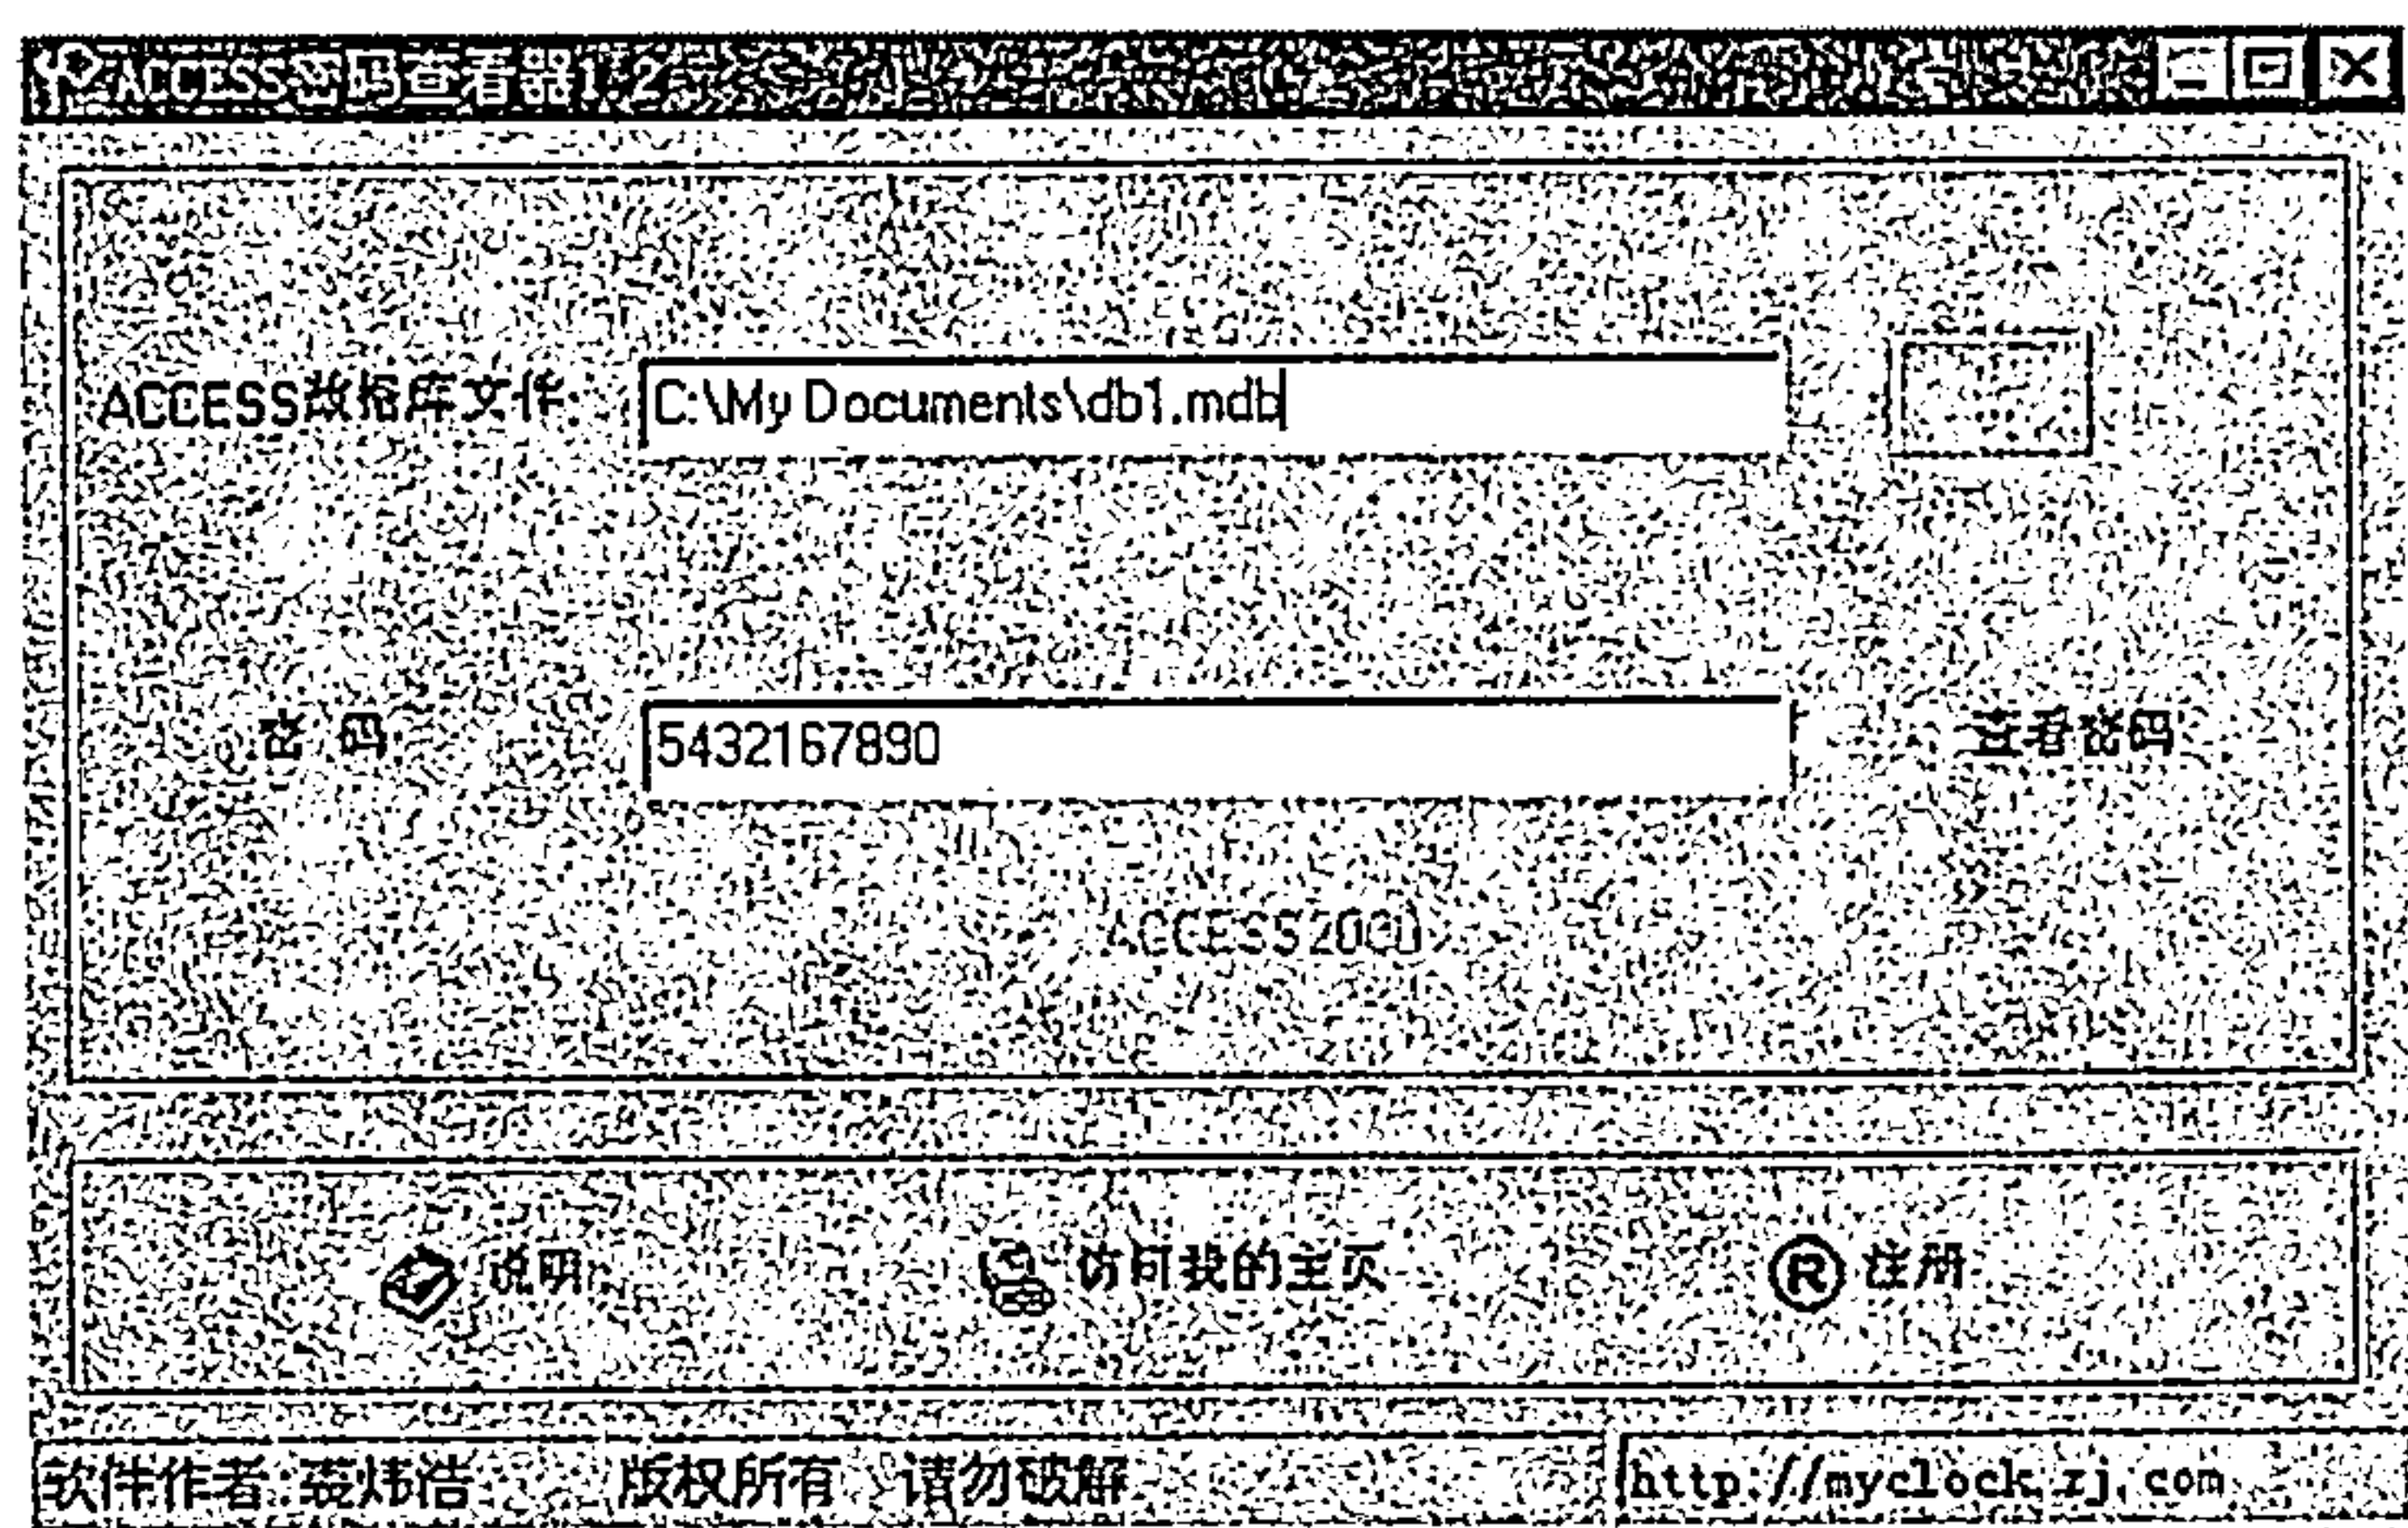 ACCESS密码查看器1.2
ACCESS数据库文件 C:\My Documents\db1.mdb
密 码 5432167890 查看密码
ACCESS2000
说明 访问我的主页 ® 注册
软件作者:裘炜浩 版权所有 请勿破解 http://myclock.zj.com